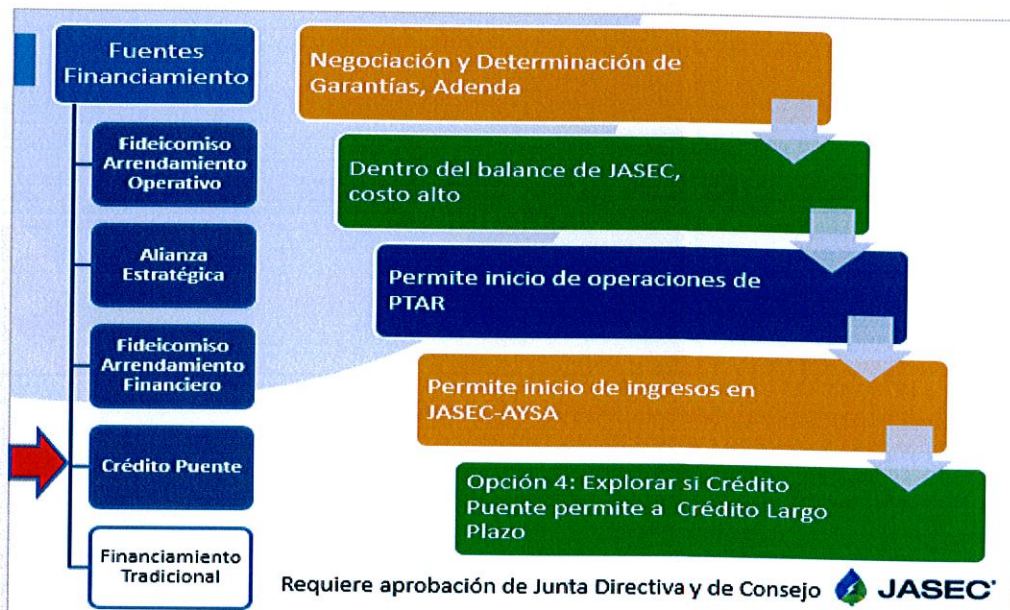 Fuentes
Financiamiento
Fideicomiso
Arrendamiento
Operativo
Alianza
Estratégica
Fideicomiso
Arrendamiento
Financiero
Crédito Puente
Financiamiento
Tradicional
Negociación y Determinación de
Garantías, Adenda
Dentro del balance de JASEC,
costo alto
Permite inicio de operaciones de
PTAR
Permite inicio de ingresos en
JASEC-AYSA
Opción 4: Explorar si Crédito
Puente permite a Crédito Largo
Plazo
Requiere aprobación de Junta Directiva y de Consejo
JASEC